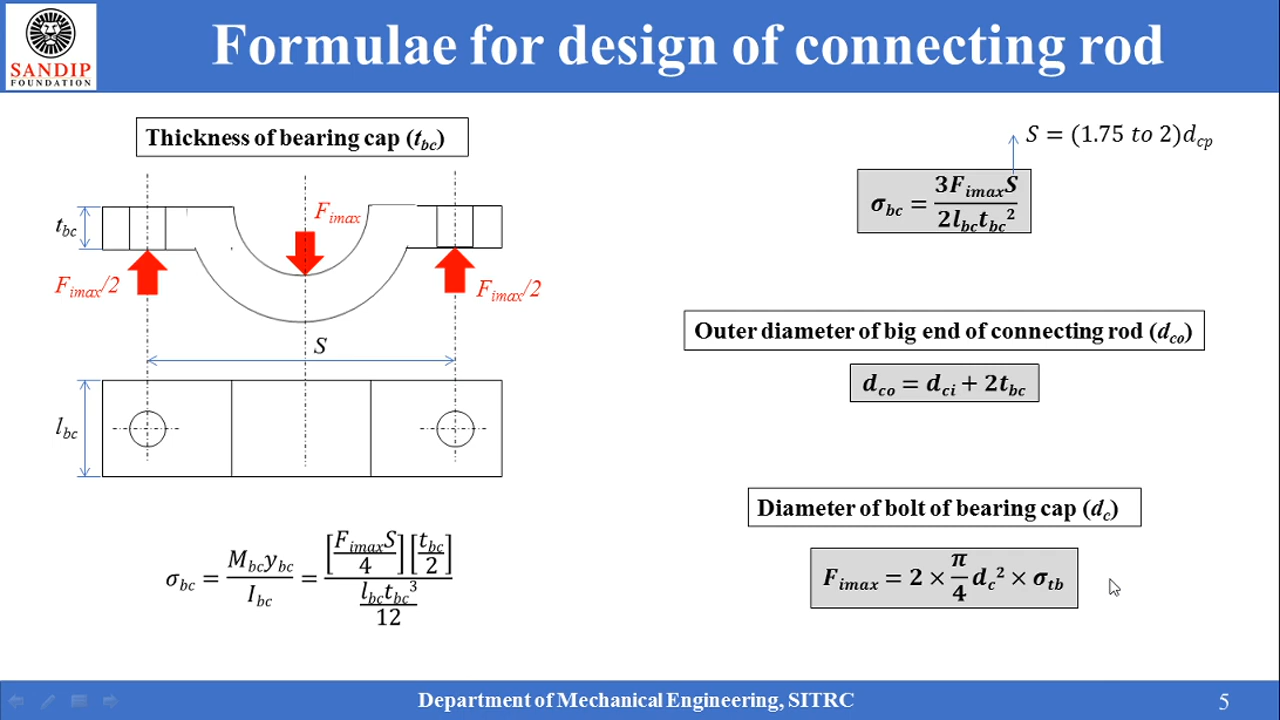 SANDIP
FOUNDATION
Formulae for design of connecting rod
Thickness of bearing cap (t_bc)
t_bc
F_imax
F_imax/2
F_imax/2
S
l_bc
σ_bc = M_bc y_bc / I_bc = [F_imax S / 4] [t_bc / 2] / (l_bc t_bc³ / 12)
S = (1.75 to 2)d_cp
σ_bc = 3F_imax S / 2l_bc t_bc²
Outer diameter of big end of connecting rod (d_co)
d_co = d_ci + 2t_bc
Diameter of bolt of bearing cap (d_c)
F_imax = 2 × π/4 d_c² × σ_tb
Department of Mechanical Engineering, SITRC
5